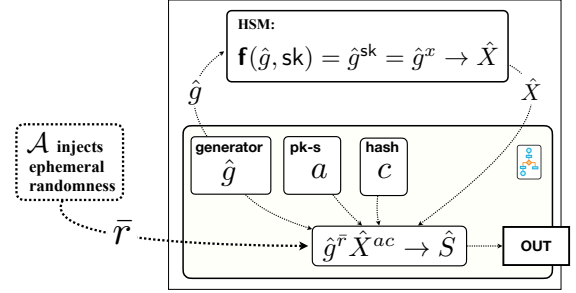 HSM:
f(ĝ, sk) = ĝ^sk = ĝ^x → X̂
ĝ
X̂
𝒜 injects
ephemeral
randomness
generator
ĝ
pk-s
a
hash
c
r̄
ĝ^r̄ X̂^ac → Ŝ
OUT